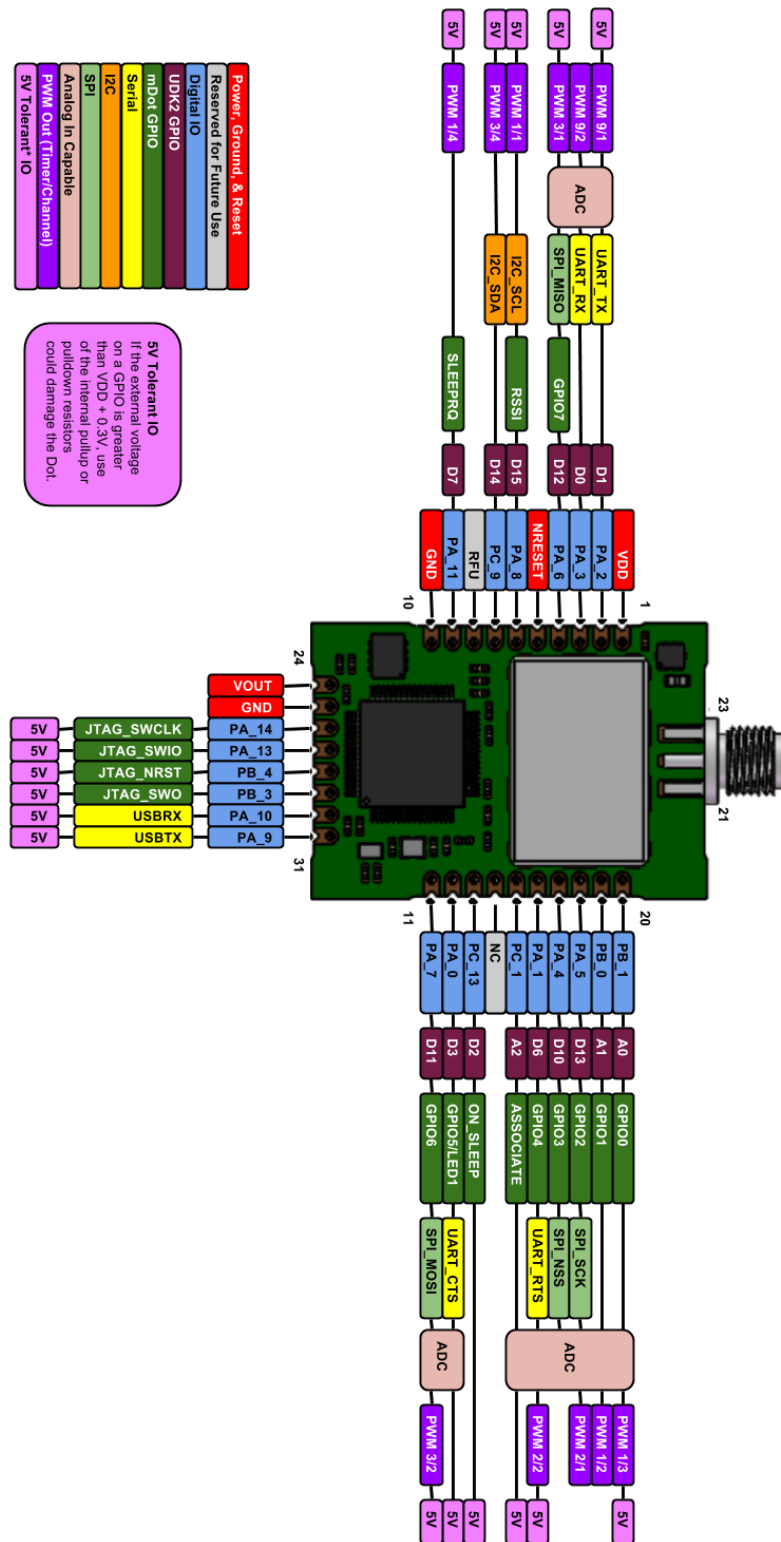 23 21
1 20
VDD
5V PWM 9/1 UART_TX D1 PA_2
PWM 9/2 UART_RX D0 PA_3
5V PWM 3/1 SPI_MISO GPIO7 D12 PA_6
ADC
NRESET
5V PWM 1/1 I2C_SCL RSSI D15 PA_8
5V PWM 3/4 I2C_SDA D14 PC_9
RFU
5V PWM 1/4 SLEEPRQ D7 PA_11
GND
10 11
PB_1 A0 GPIO0 PWM 1/3 5V
PB_0 A1 GPIO1 PWM 1/2
PA_5 D13 GPIO2 SPI_SCK PWM 2/1
PA_4 D10 GPIO3 SPI_NSS
PA_1 D6 GPIO4 UART_RTS PWM 2/2 5V
PC_1 A2 ASSOCIATE 5V
ADC
NC
PC_13 D2 ON_SLEEP 5V
PA_0 D3 GPIO5/LED1 UART_CTS 5V
PA_7 D11 GPIO6 SPI_MOSI PWM 3/2 5V
ADC
24 31
VOUT
GND
PA_14 JTAG_SWCLK 5V
PA_13 JTAG_SWIO 5V
PB_4 JTAG_NRST 5V
PB_3 JTAG_SWO 5V
PA_10 USBRX 5V
PA_9 USBTX 5V
Power, Ground, & Reset
Reserved for Future Use
Digital IO
UDK2 GPIO
mDot GPIO
Serial
I2C
SPI
Analog In Capable
PWM Out (Timer/Channel)
5V Tolerant* IO
5V Tolerant IO
If the external voltage
on a GPIO is greater
than VDD + 0.3V, use
of the internal pullup or
pulldown resistors
could damage the Dot.